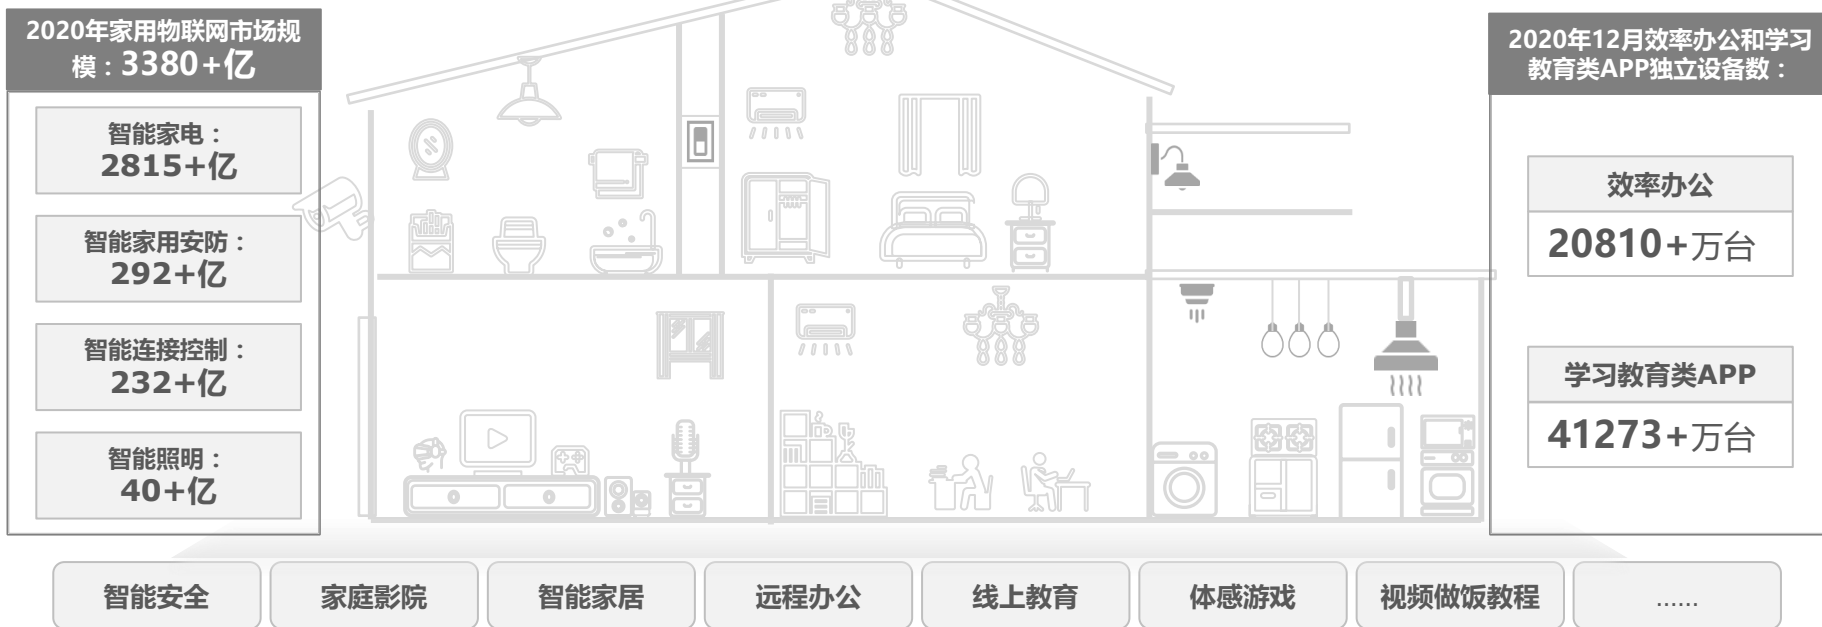 2020年家用物联网市场规
模：3380+亿
智能家电：
2815+亿
智能家用安防：
292+亿
智能连接控制：
232+亿
智能照明：
40+亿
2020年12月效率办公和学习
教育类APP独立设备数：
效率办公
20810+万台
学习教育类APP
41273+万台
智能安全
家庭影院
智能家居
远程办公
线上教育
体感游戏
视频做饭教程
……